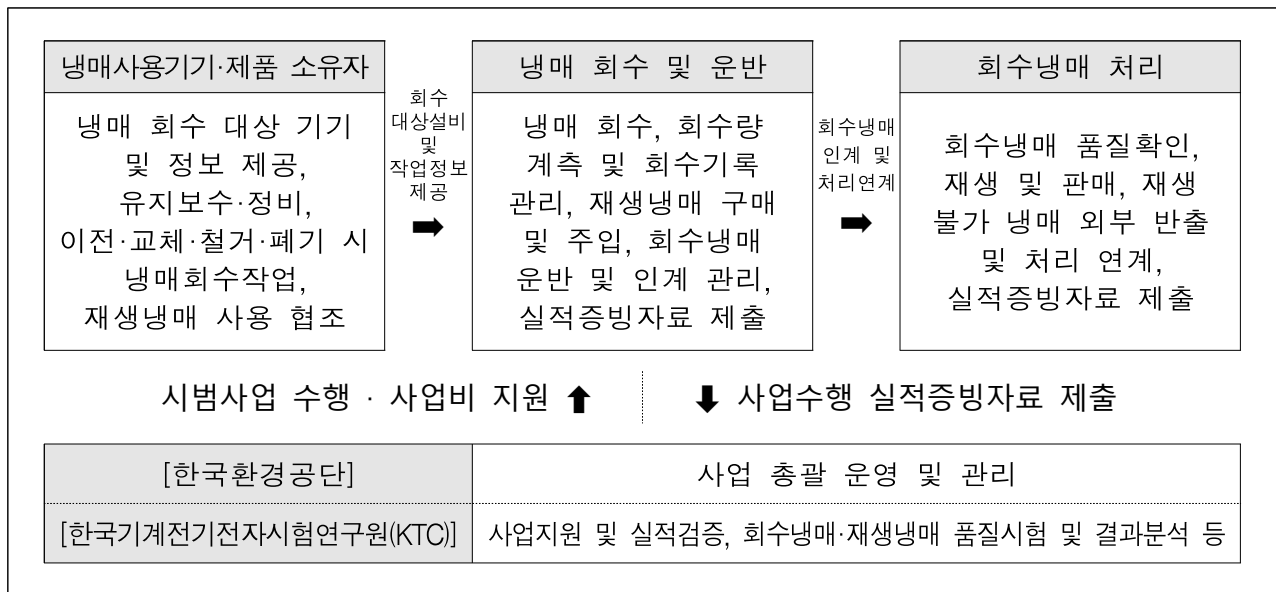 냉매사용기기·제품 소유자
냉매 회수 대상 기기
및 정보 제공,
유지보수·정비,
이전·교체·철거·폐기 시
냉매회수작업,
재생냉매 사용 협조
회수
대상설비
및
작업정보
제공
냉매 회수 및 운반
냉매 회수, 회수량
계측 및 회수기록
관리, 재생냉매 구매
및 주입, 회수냉매
운반 및 인계 관리,
실적증빙자료 제출
회수냉매
인계 및
처리연계
회수냉매 처리
회수냉매 품질확인,
재생 및 판매, 재생
불가 냉매 외부 반출
및 처리 연계,
실적증빙자료 제출
시범사업 수행 · 사업비 지원
사업수행 실적증빙자료 제출
[한국환경공단]
사업 총괄 운영 및 관리
[한국기계전기전자시험연구원(KTC)]
사업지원 및 실적검증, 회수냉매·재생냉매 품질시험 및 결과분석 등